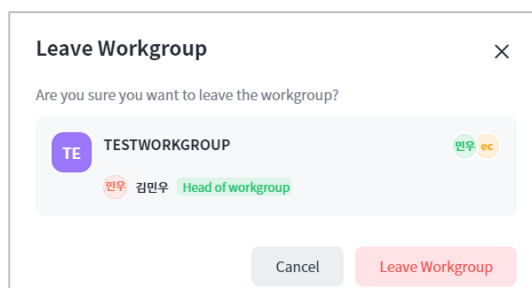 Leave Workgroup
Are you sure you want to leave the workgroup?
TE
TESTWORKGROUP
민우 ec
민우 김민우 Head of workgroup
Cancel Leave Workgroup